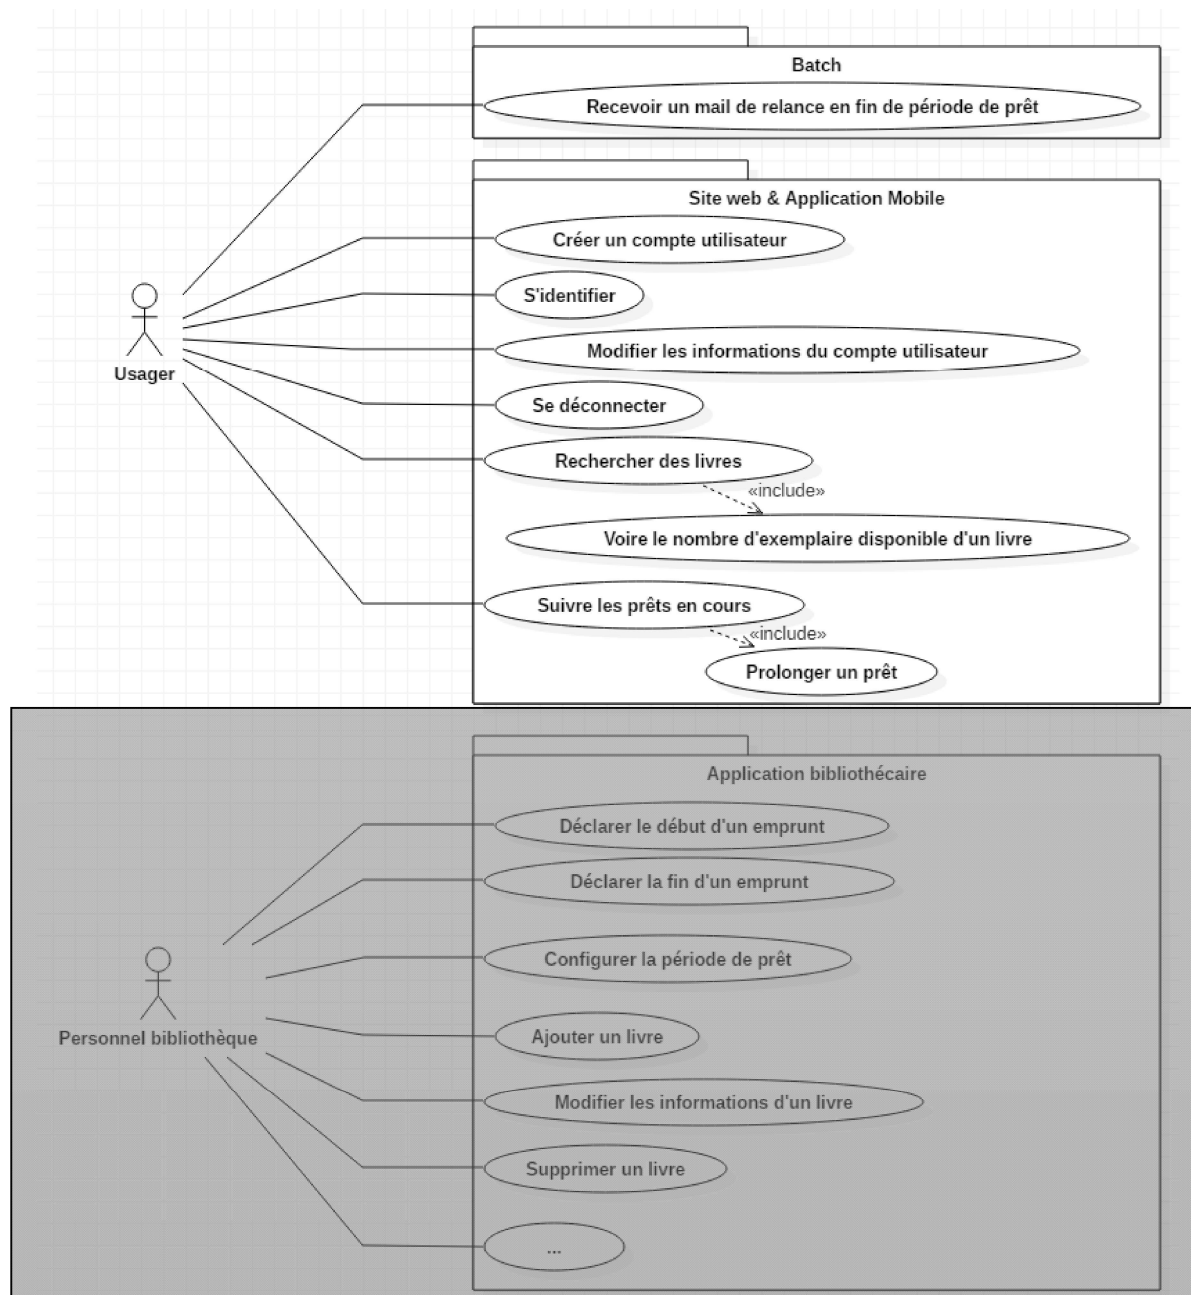 Batch
Recevoir un mail de relance en fin de période de prêt
Site web & Application Mobile
Créer un compte utilisateur
S'identifier
Modifier les informations du compte utilisateur
Usager
Se déconnecter
Rechercher des livres
«include»
Voire le nombre d'exemplaire disponible d'un livre
Suivre les prêts en cours
«include»
Prolonger un prêt
Application bibliothécaire
Déclarer le début d'un emprunt
Déclarer la fin d'un emprunt
Configurer la période de prêt
Personnel bibliothèque
Ajouter un livre
Modifier les informations d'un livre
Supprimer un livre
...